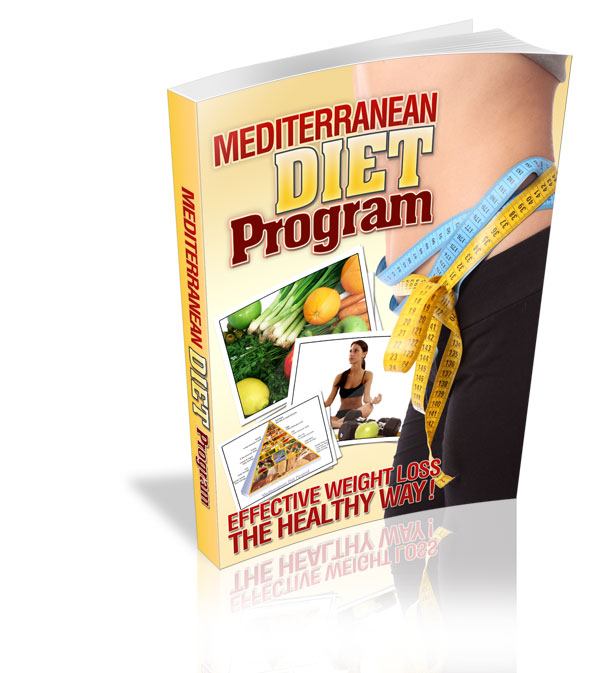 MEDITERRANEAN
DIET
Program
EFFECTIVE WEIGHT LOSS
THE HEALTHY WAY!
MEDITERRANEAN DIET Program